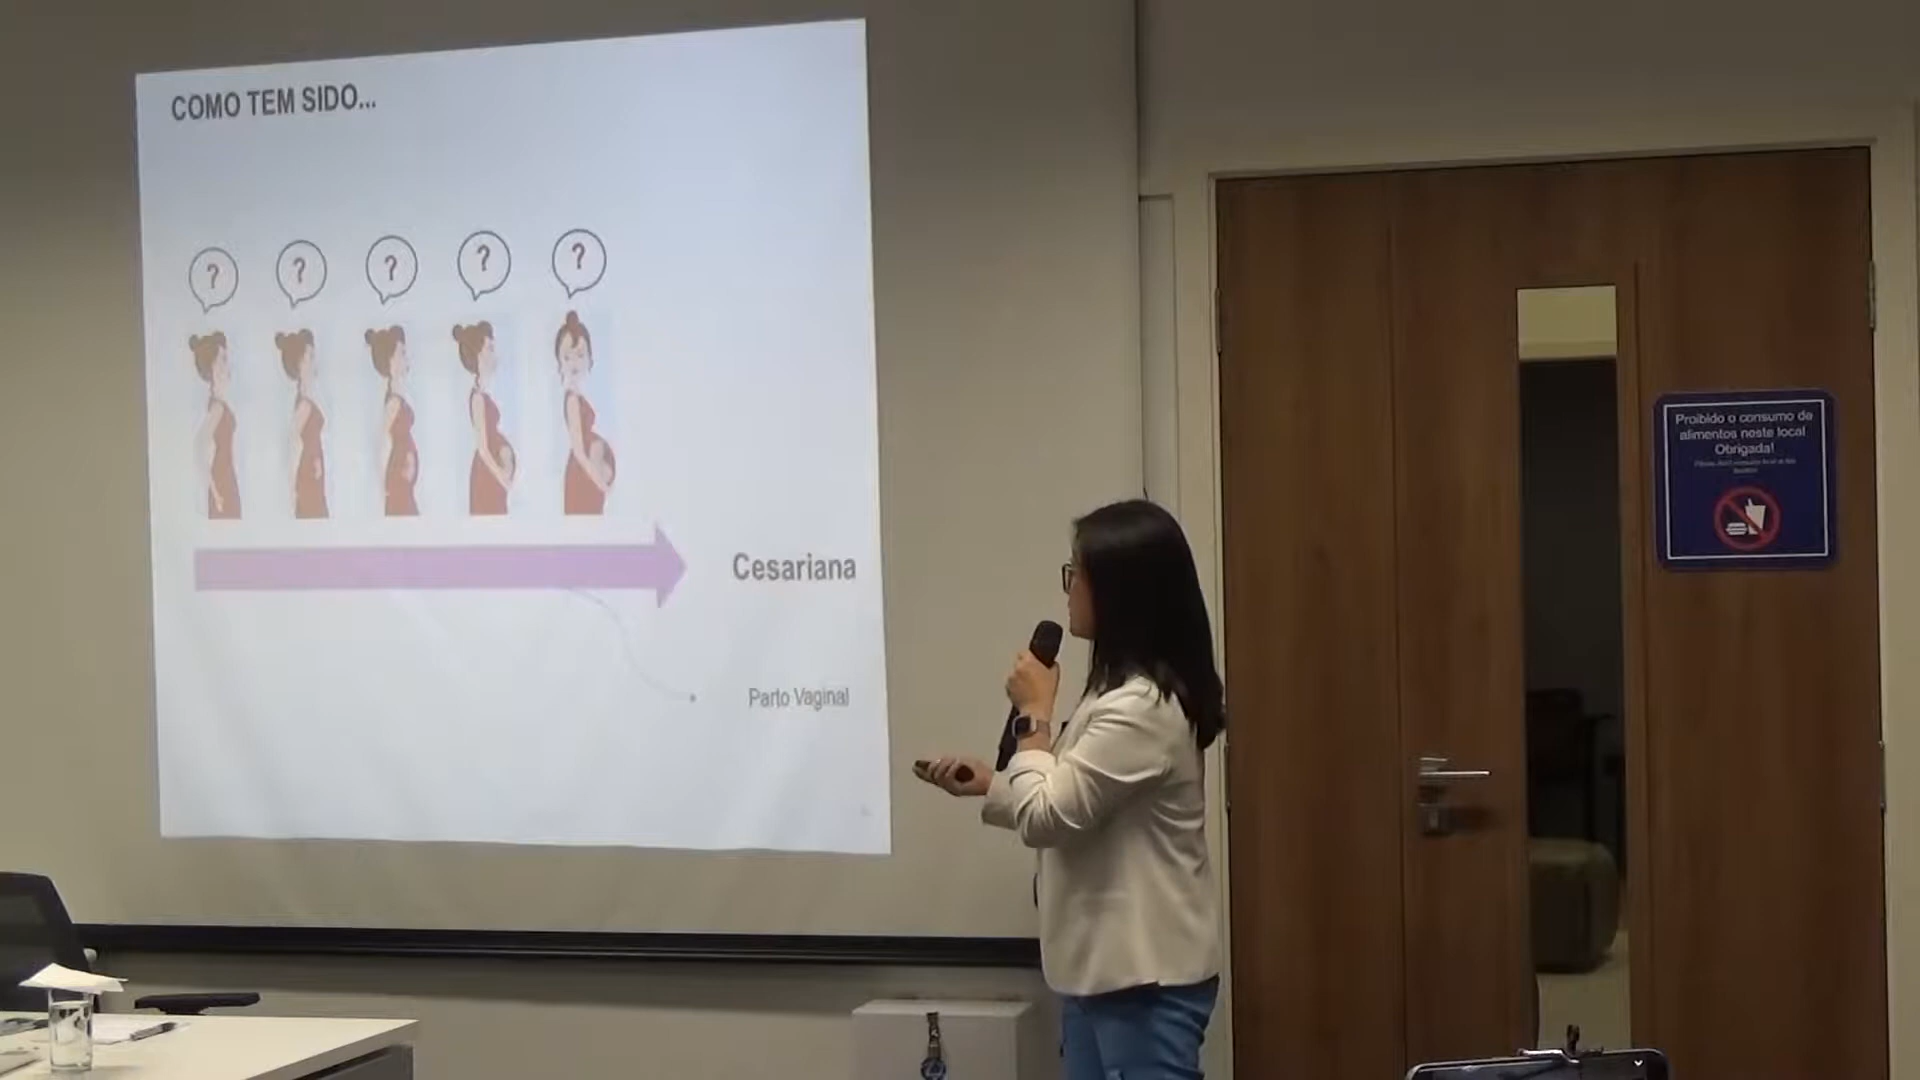 COMO TEM SIDO...
? ? ? ? ?
Cesariana
Parto Vaginal
Proibido o consumo de
alimentos neste local
Obrigada!